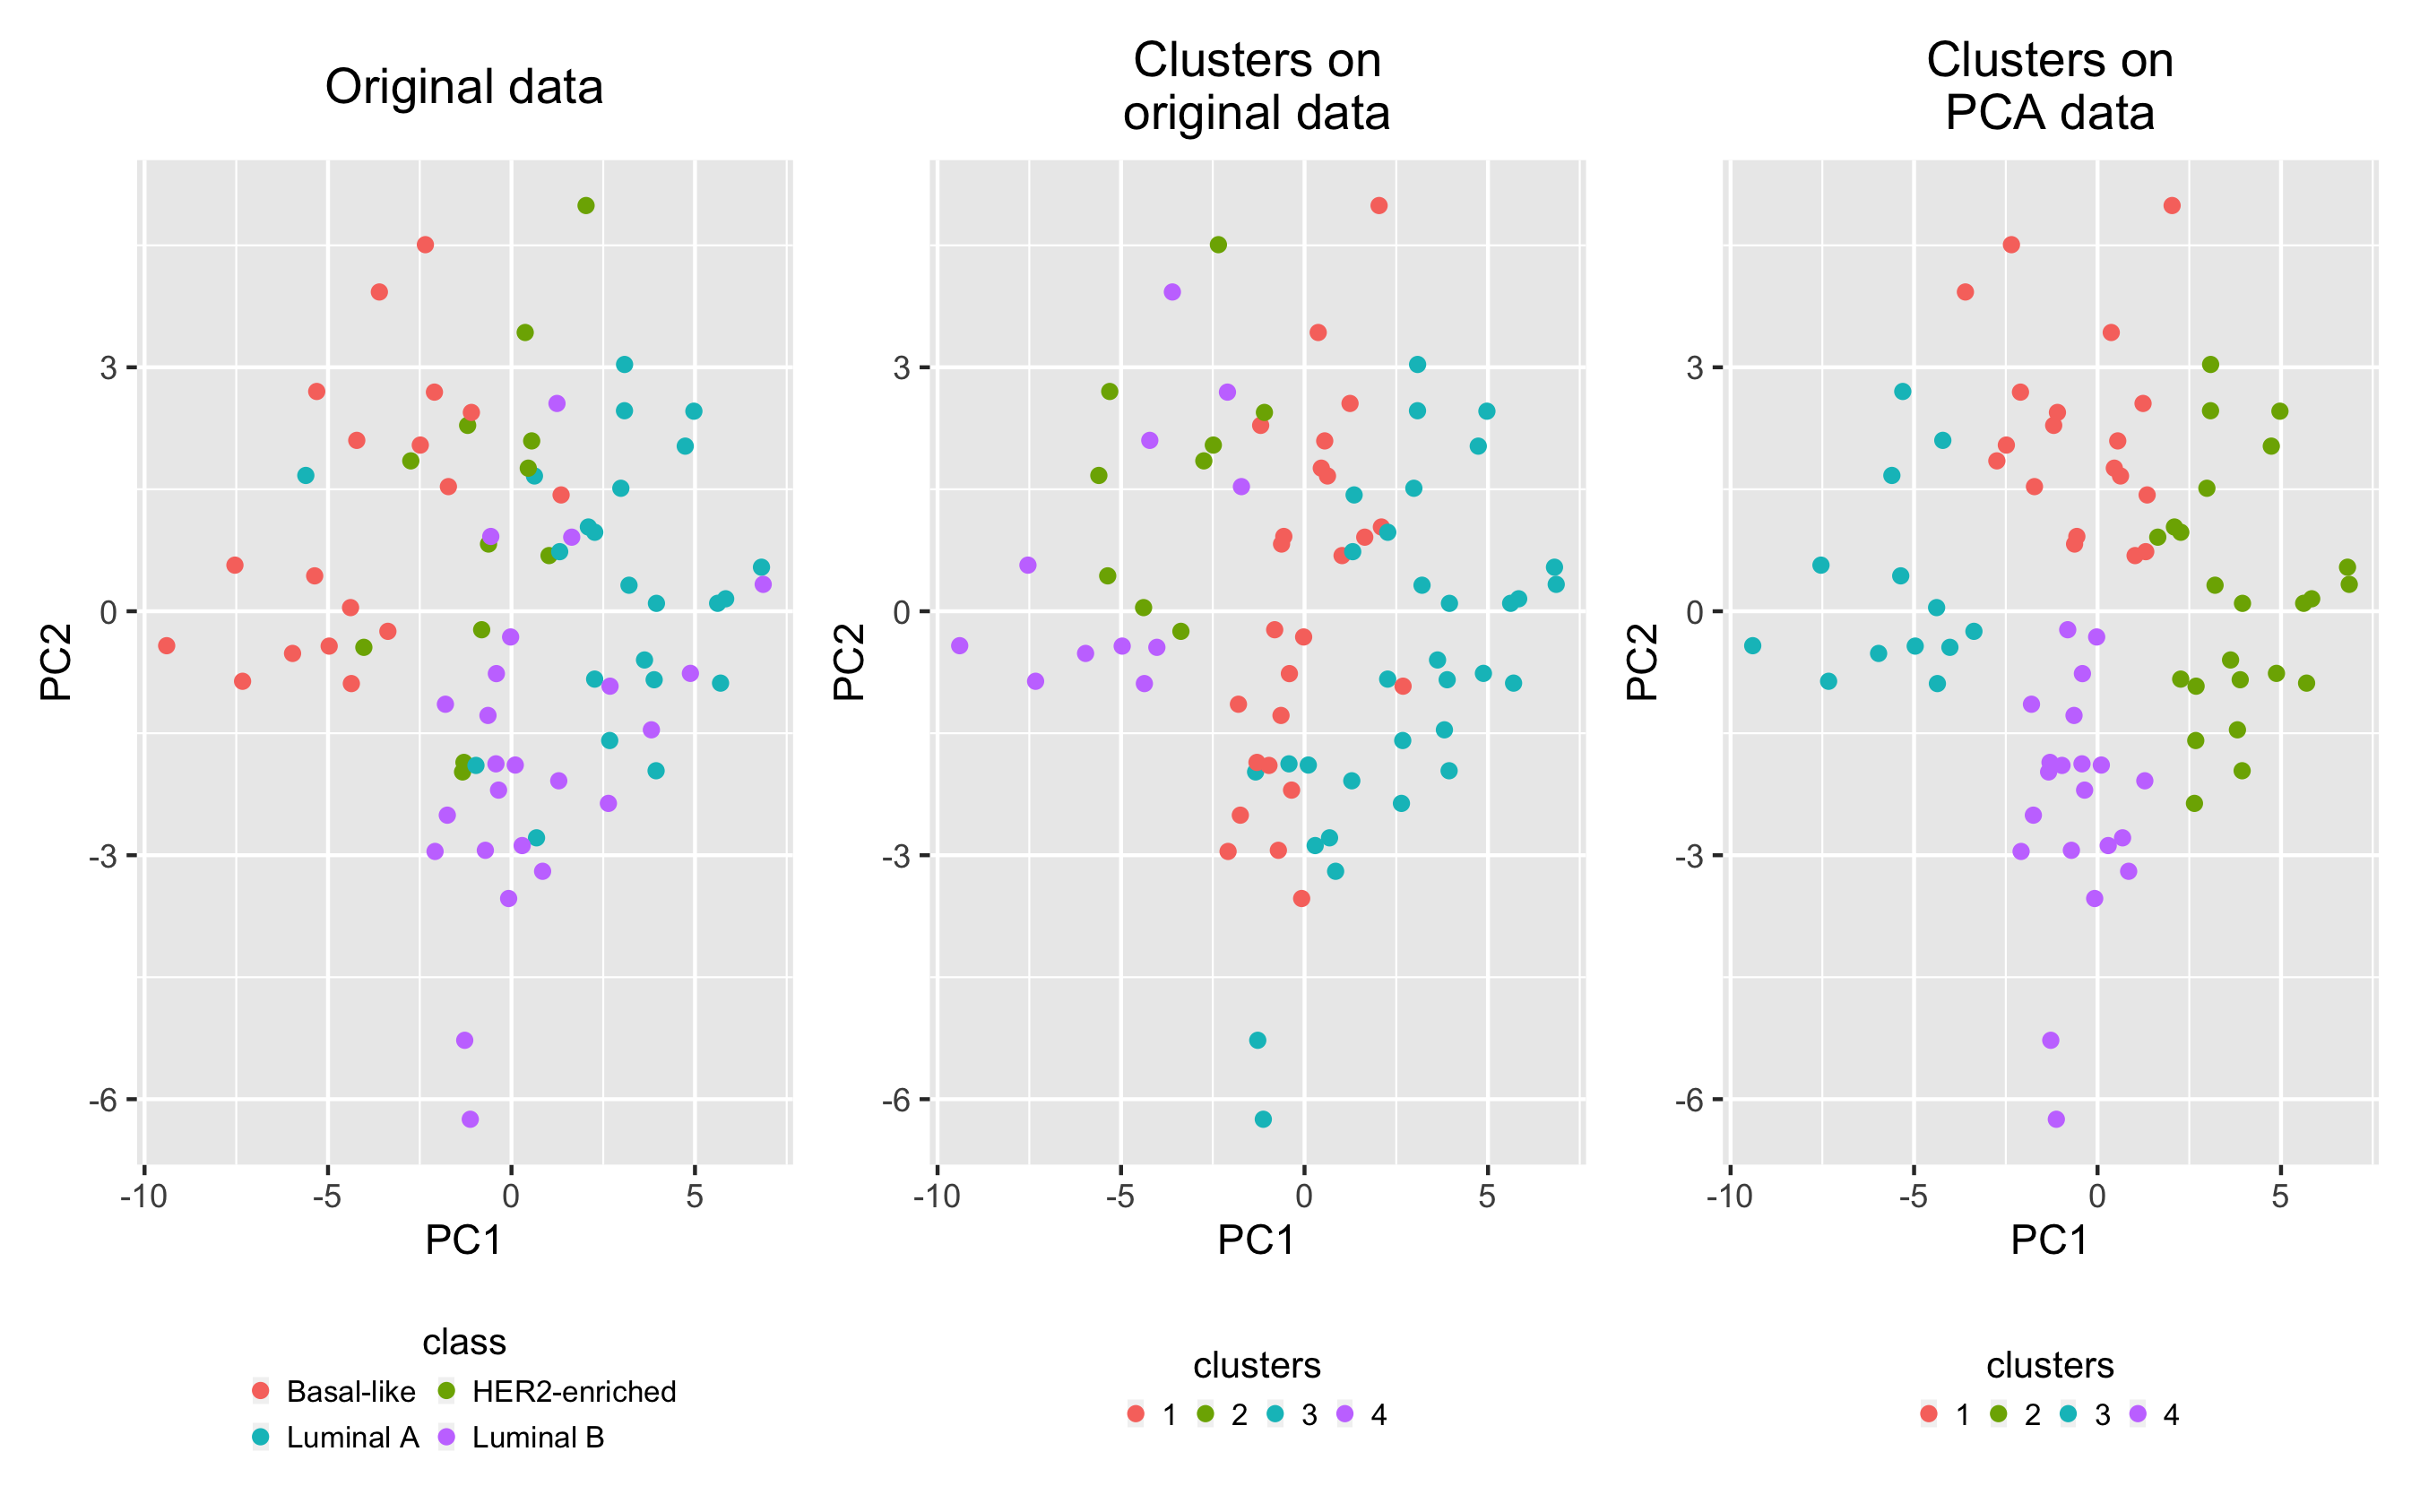 Original data
Clusters on
original data
Clusters on
PCA data
PC2
3
0
-3
-6
-10
-5
0
5
PC1
PC2
3
0
-3
-6
-10
-5
0
5
PC1
PC2
3
0
-3
-6
-10
-5
0
5
PC1
class
Basal-like
HER2-enriched
Luminal A
Luminal B
clusters
1 2 3 4
clusters
1 2 3 4